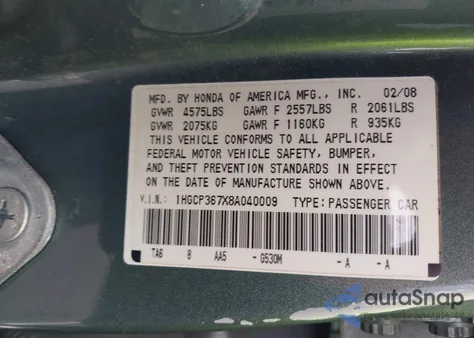 MFD. BY HONDA OF AMERICA MFG., INC. 02/08
GVWR 4575LBS GAWR F 2557LBS R 2061LBS
GVWR 2075KG GAWR F 1160KG R 935KG
THIS VEHICLE CONFORMS TO ALL APPLICABLE
FEDERAL MOTOR VEHICLE SAFETY, BUMPER,
AND THEFT PREVENTION STANDARDS IN EFFECT
ON THE DATE OF MANUFACTURE SHOWN ABOVE.
V.I.N.: 1HGCP367X8A040009 TYPE: PASSENGER CAR
TA6 8 AA5 - G530M - A - A
autoSnap